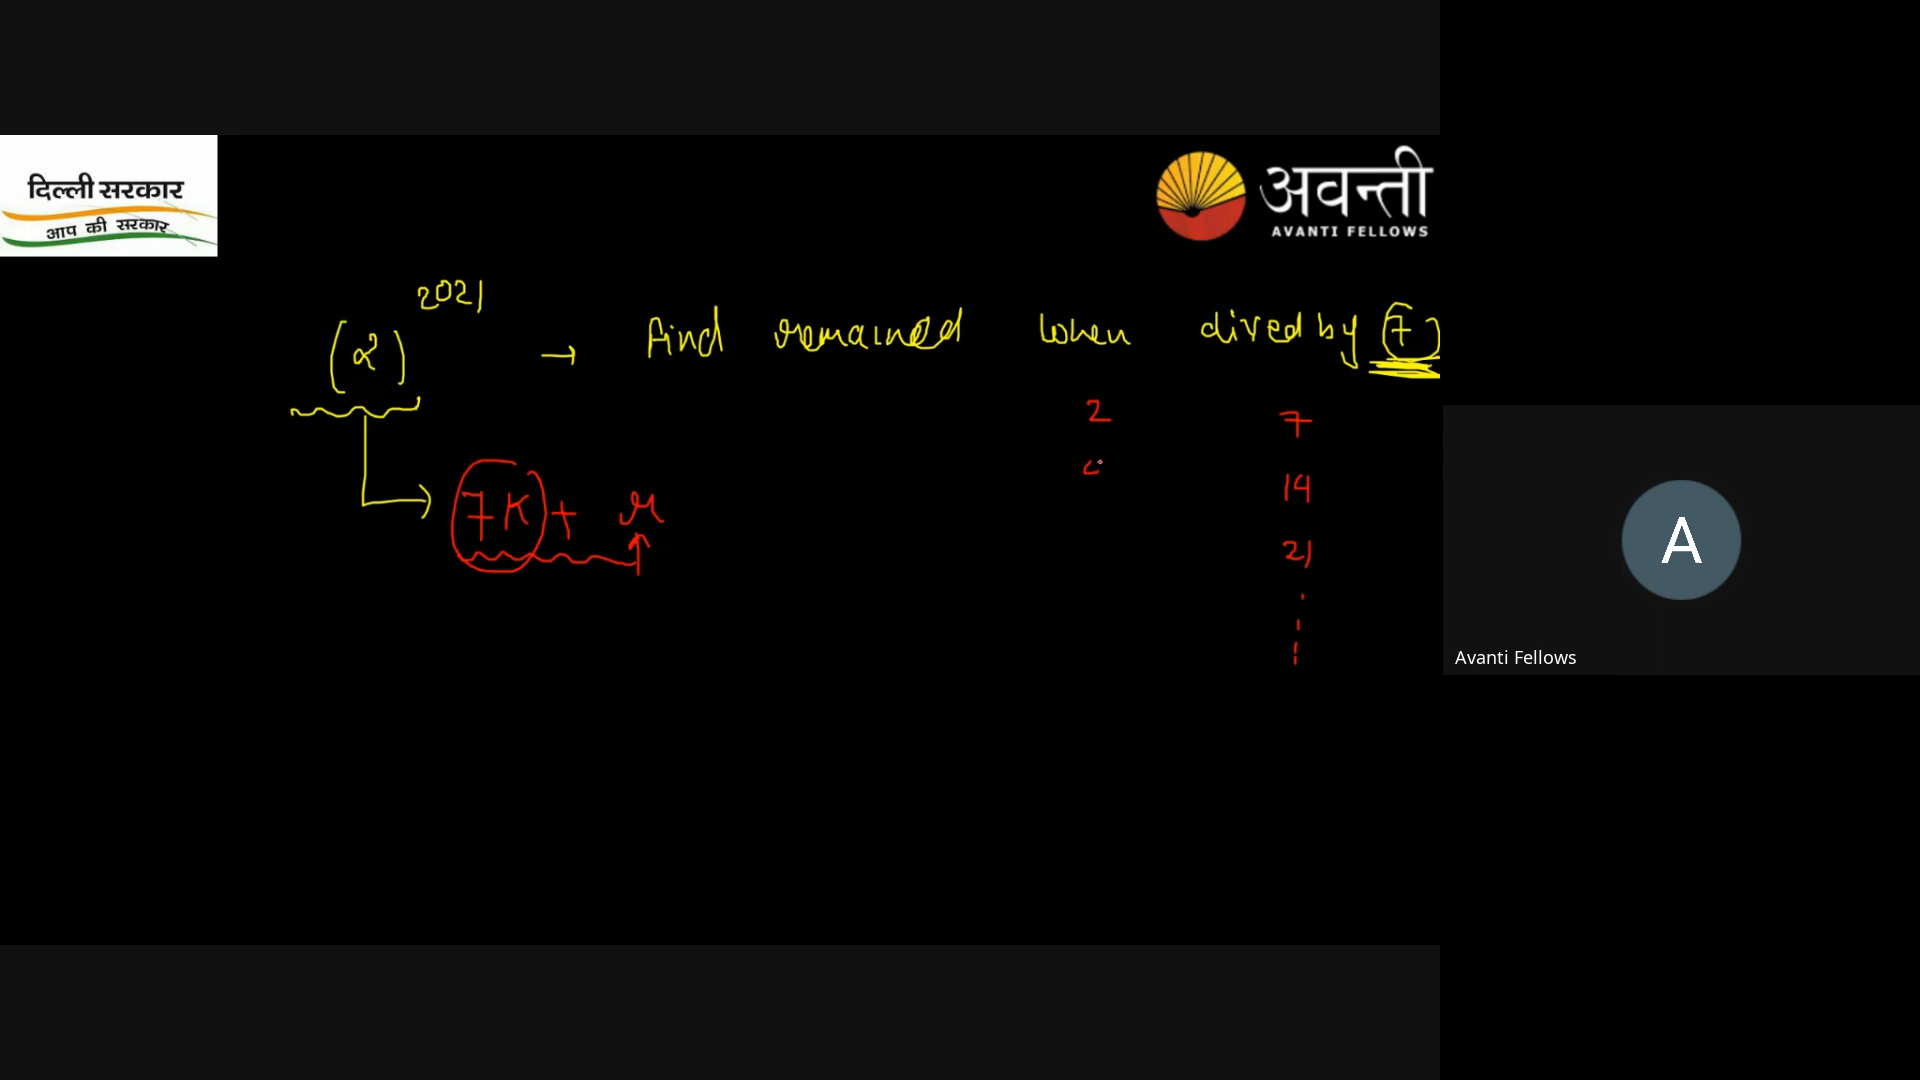 दिल्ली सरकार
आप की सरकार
अवन्ती
AVANTI FELLOWS
(α)^2021 → find remained when dived by (7)
2 7
14
7K + r
21
A
Avanti Fellows